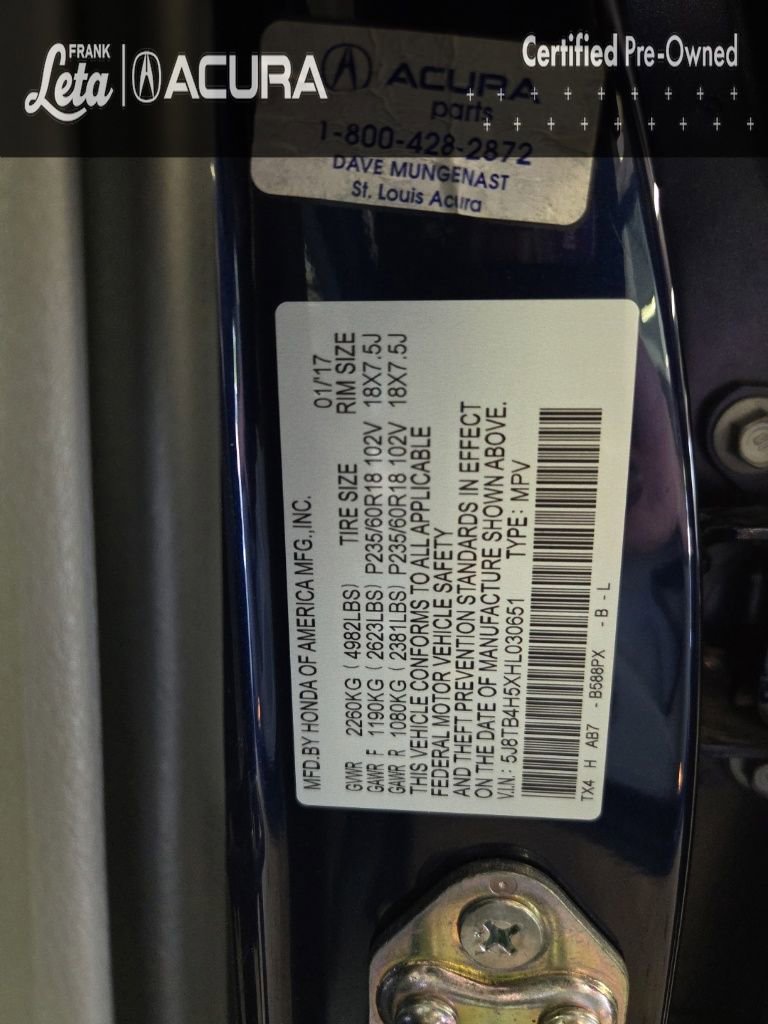 FRANK
Leta
ACURA
Certified Pre-Owned
ACURA
parts
1-800-428-2872
DAVE MUNGENAST
St. Louis Acura
MFD.BY HONDA OF AMERICA MFG.,INC. 01/'17
GVWR 2260KG ( 4982LBS) TIRE SIZE RIM SIZE
GAWR F 1190KG ( 2623LBS) P235/60R18 102V 18X7.5J
GAWR R 1080KG ( 2381LBS) P235/60R18 102V 18X7.5J
THIS VEHICLE CONFORMS TO ALL APPLICABLE
FEDERAL MOTOR VEHICLE SAFETY
AND THEFT PREVENTION STANDARDS IN EFFECT
ON THE DATE OF MANUFACTURE SHOWN ABOVE.
V.I.N.: 5J8TB4H5XHL030651 TYPE: MPV
TX4 H AB7 - B588PX - B - L